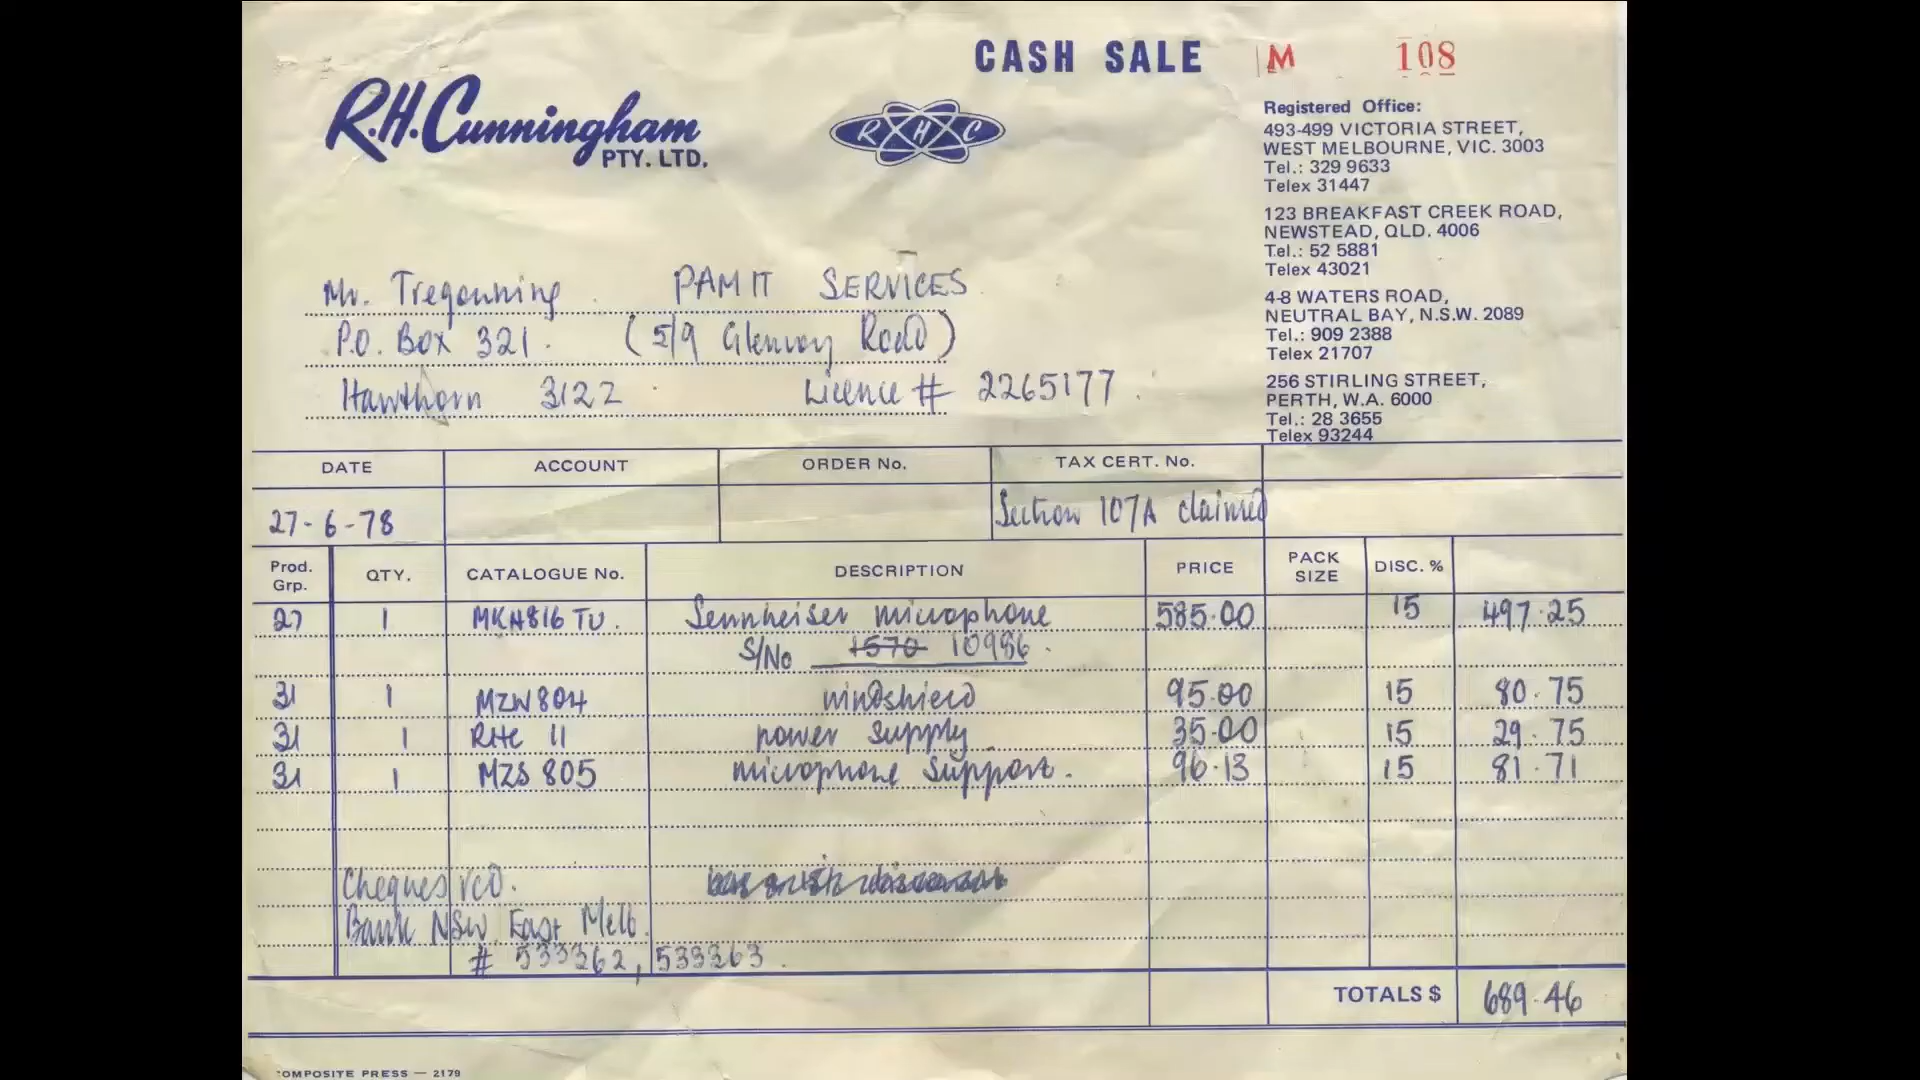 CASH SALE M 108
R.H. Cunningham
PTY. LTD.
R H C
Registered Office:
493-499 VICTORIA STREET,
WEST MELBOURNE, VIC. 3003
Tel.: 329 9633
Telex 31447
123 BREAKFAST CREEK ROAD,
NEWSTEAD, QLD. 4006
Tel.: 52 5881
Telex 43021
4-8 WATERS ROAD,
NEUTRAL BAY, N.S.W. 2089
Tel.: 909 2388
Telex 21707
256 STIRLING STREET,
PERTH, W.A. 6000
Tel.: 28 3655
Telex 93244
Mr. Tregonning PAMIT SERVICES
P.O. Box 321. (5/9 Glenroy Road)
Hawthorn 3122 Licence # 2265177
DATE ACCOUNT ORDER No. TAX CERT. No.
27-6-78 Section 107A claimed
Prod. Grp. QTY. CATALOGUE No. DESCRIPTION PRICE PACK SIZE DISC. %
27 1 MKH816 TU. Sennheiser microphone 585.00 15 497.25
S/No 1570 10986.
31 1 MZW804 windshield 95.00 15 80.75
31 1 RHC 11 power supply 35.00 15 29.75
31 1 MZS 805 microphone support. 96.13 15 81.71
Cheques rcd.
Bank NSW. East Melb.
# 533362, 533363.
TOTALS $ 689.46
COMPOSITE PRESS — 2179